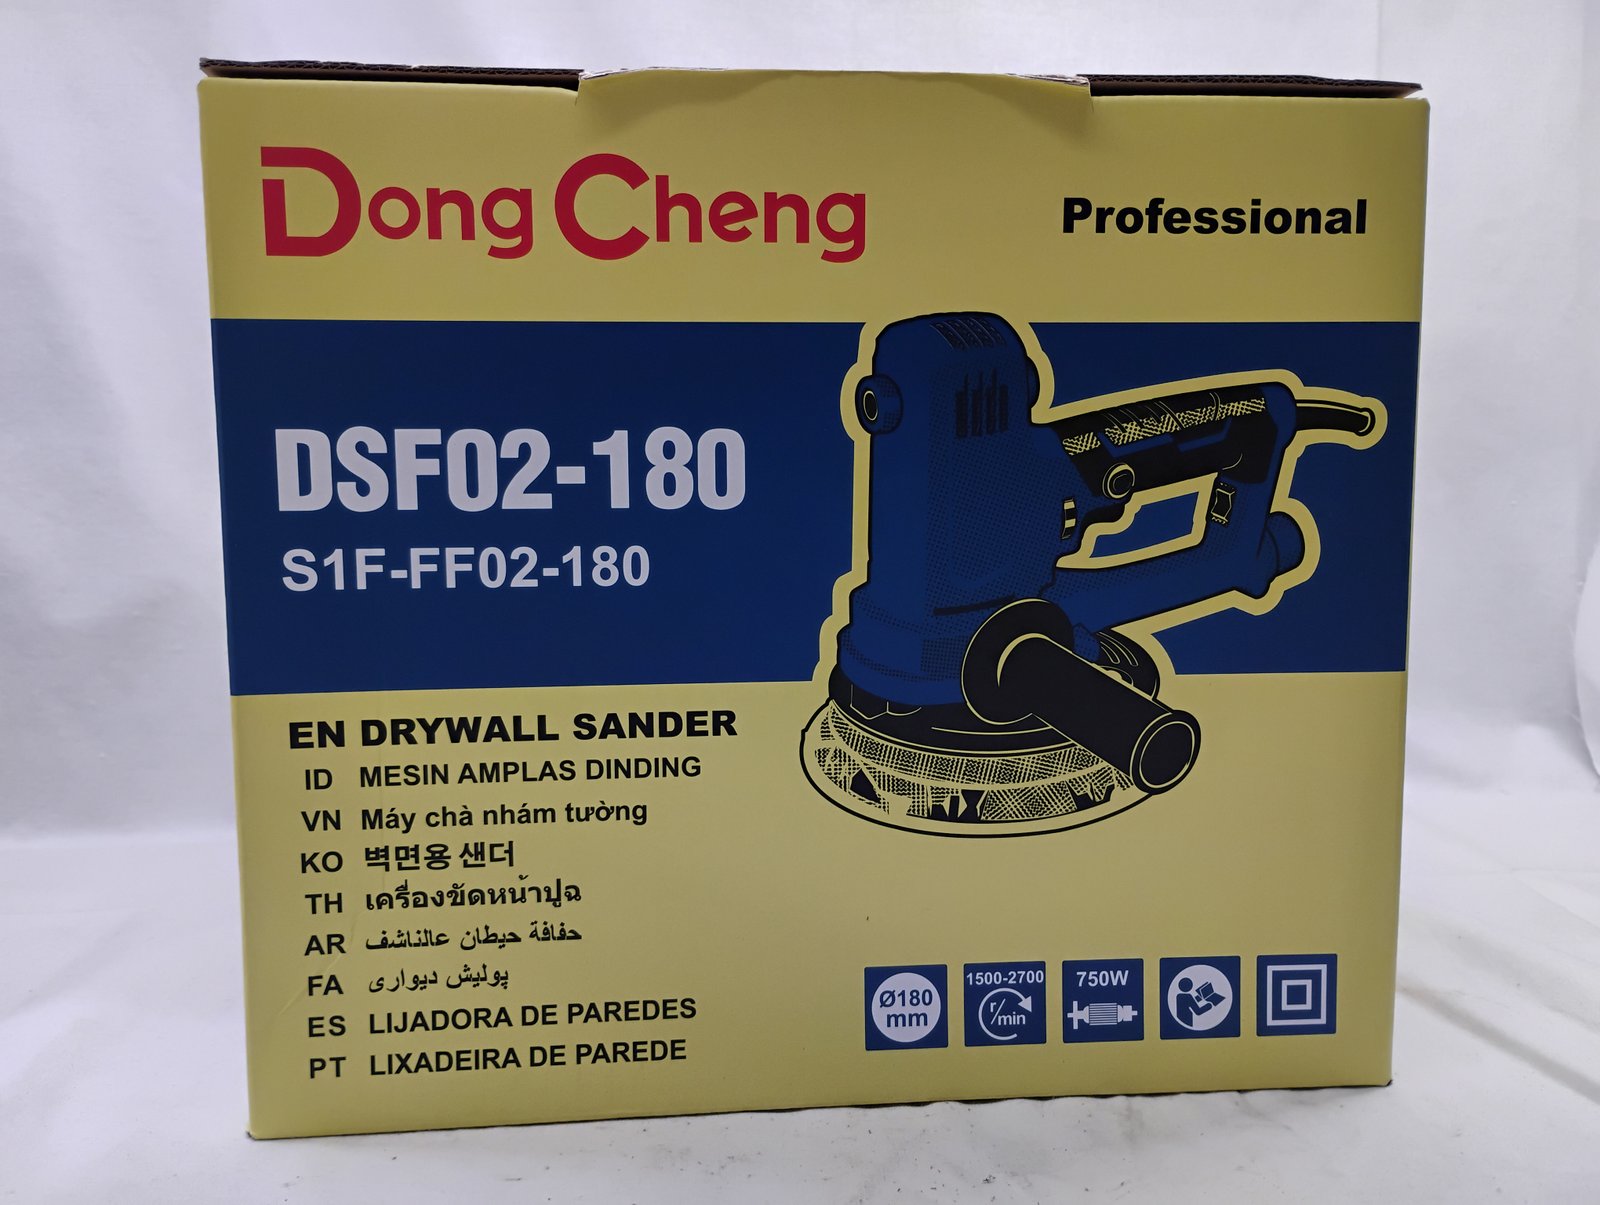 DongCheng
Professional
DSF02-180
S1F-FF02-180
EN DRYWALL SANDER
ID MESIN AMPLAS DINDING
VN Máy chà nhám tường
KO 벽면용 샌더
TH เครื่องขัดหน้าปูฉ
AR حفافة حيطان عالناشف
FA پولیش دیواری
ES LIJADORA DE PAREDES
PT LIXADEIRA DE PAREDE
Ø180 mm
1500-2700 r/min
750W